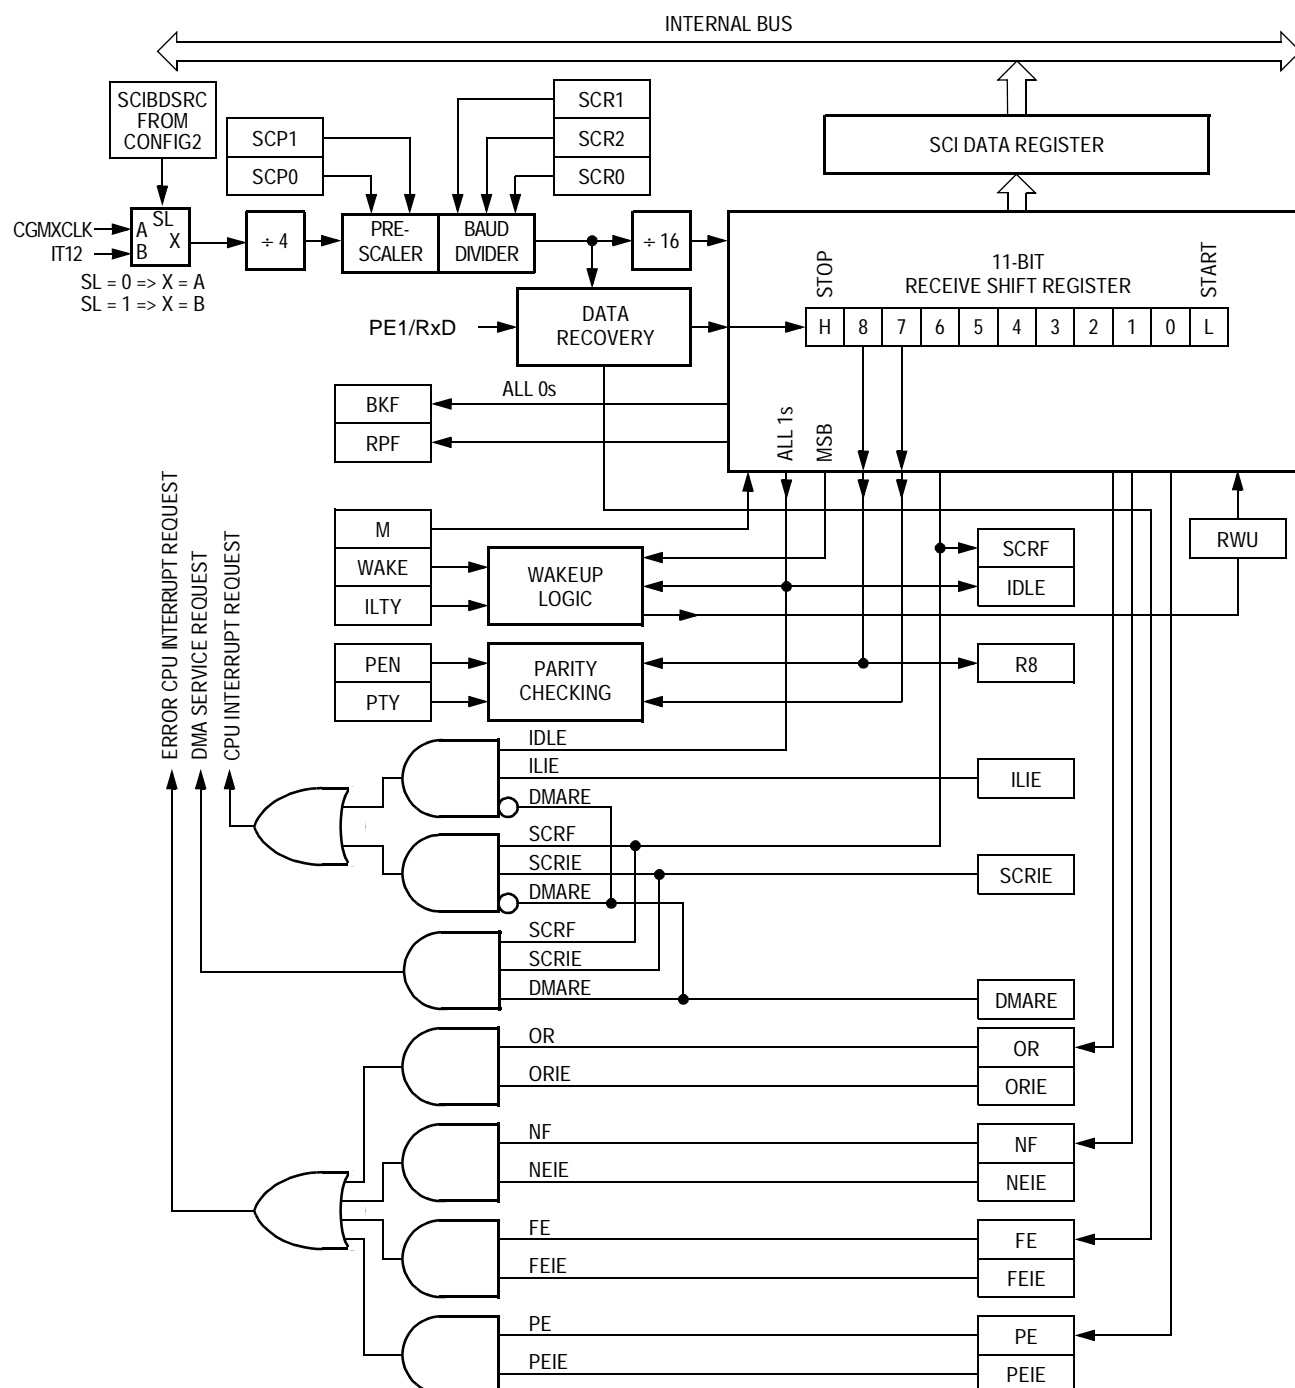 INTERNAL BUS
SCIBDSRC
FROM
CONFIG2
SCP1
SCP0
SCR1
SCR2
SCR0
SCI DATA REGISTER
CGMXCLK
IT12
A
B
SL
X
SL = 0 => X = A
SL = 1 => X = B
÷ 4
PRE-
SCALER
BAUD
DIVIDER
÷ 16
PE1/RxD
DATA
RECOVERY
11-BIT
RECEIVE SHIFT REGISTER
STOP
START
H 8 7 6 5 4 3 2 1 0 L
ALL 0s
BKF
RPF
ALL 1s
MSB
M
WAKE
ILTY
WAKEUP
LOGIC
SCRF
IDLE
RWU
PEN
PTY
PARITY
CHECKING
R8
ERROR CPU INTERRUPT REQUEST
DMA SERVICE REQUEST
CPU INTERRUPT REQUEST
IDLE
ILIE
DMARE
ILIE
SCRF
SCRIE
DMARE
SCRIE
SCRF
SCRIE
DMARE
DMARE
OR
ORIE
OR
ORIE
NF
NEIE
NF
NEIE
FE
FEIE
FE
FEIE
PE
PEIE
PE
PEIE